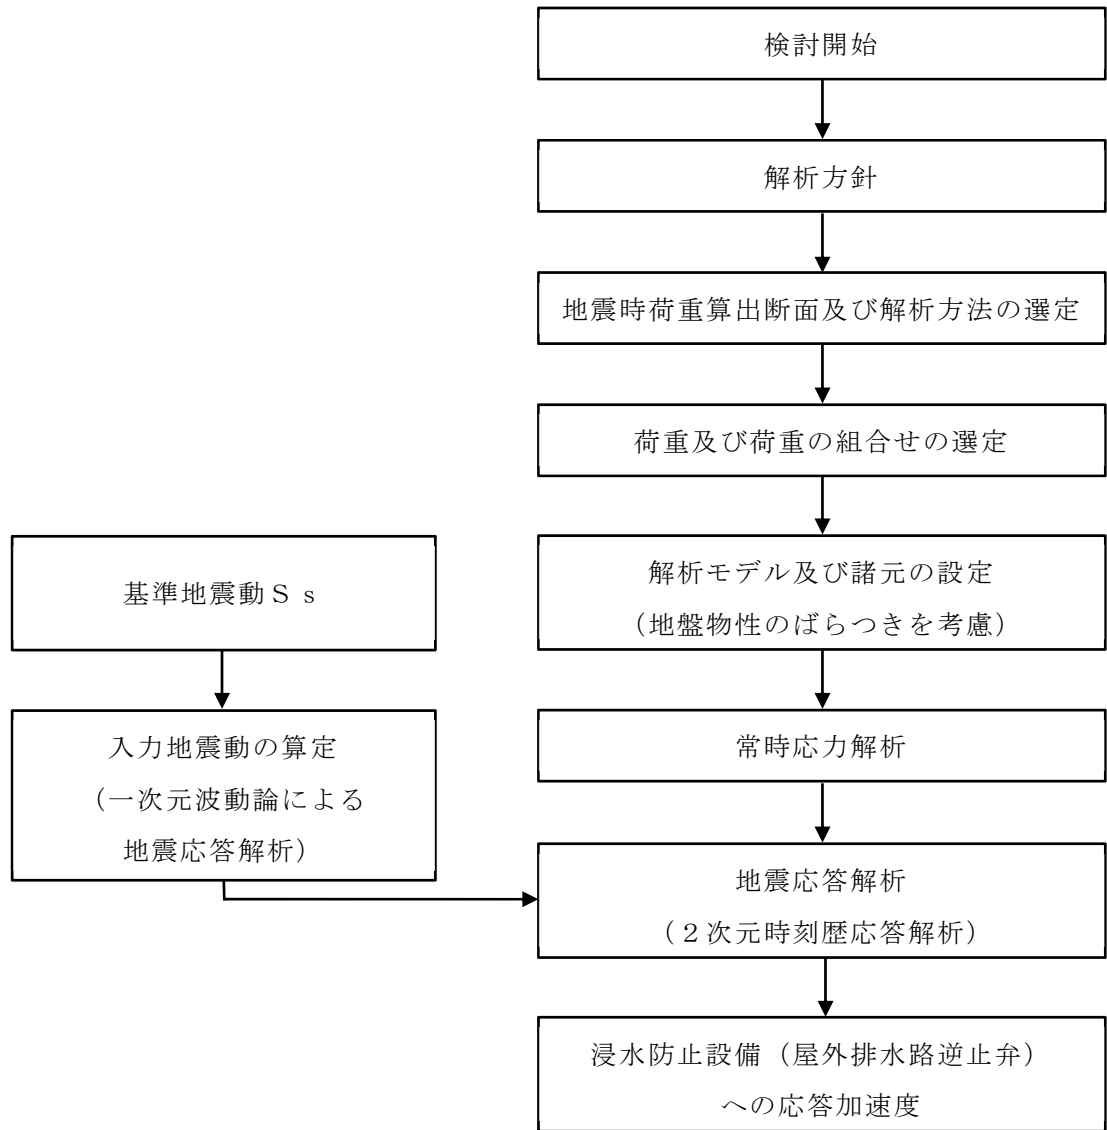 検討開始
解析方針
地震時荷重算出断面及び解析方法の選定
荷重及び荷重の組合せの選定
解析モデル及び諸元の設定
（地盤物性のばらつきを考慮）
基準地震動Ｓｓ
入力地震動の算定
（一次元波動論による
地震応答解析）
常時応力解析
地震応答解析
（２次元時刻歴応答解析）
浸水防止設備（屋外排水路逆止弁）
への応答加速度